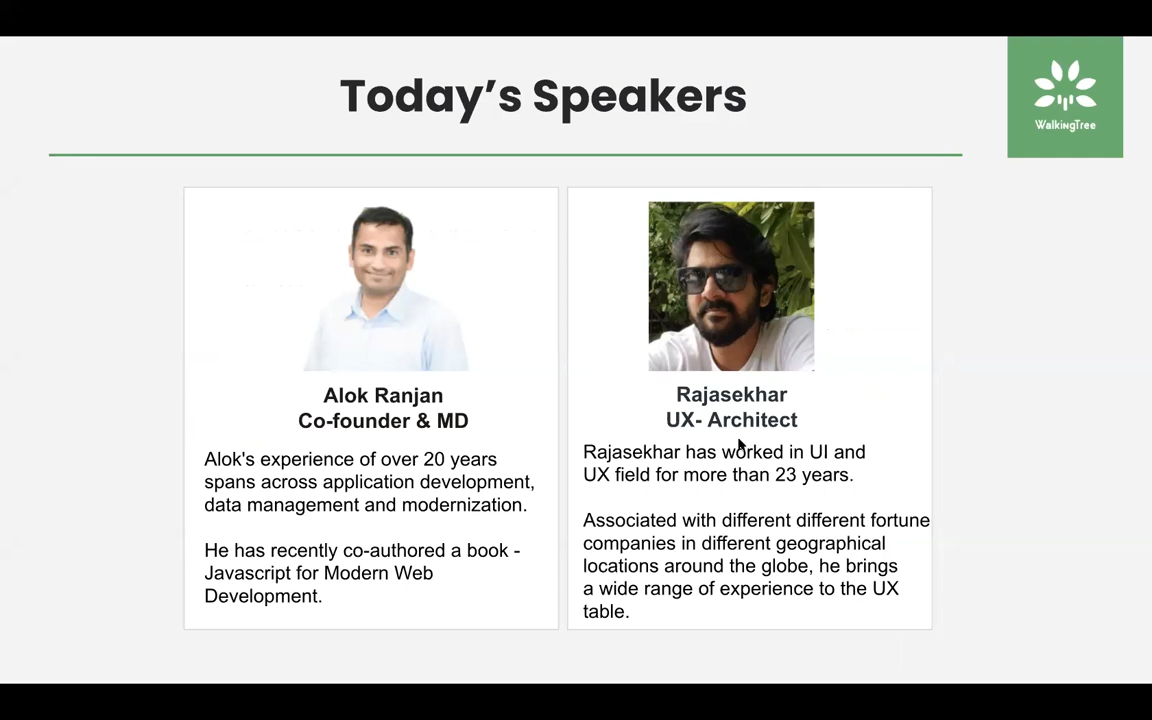 Today's Speakers
WalkingTree
Alok Ranjan
Co-founder & MD
Alok's experience of over 20 years
spans across application development,
data management and modernization.
He has recently co-authored a book -
Javascript for Modern Web
Development.
Rajasekhar
UX- Architect
Rajasekhar has worked in UI and
UX field for more than 23 years.
Associated with different different fortune
companies in different geographical
locations around the globe, he brings
a wide range of experience to the UX
table.